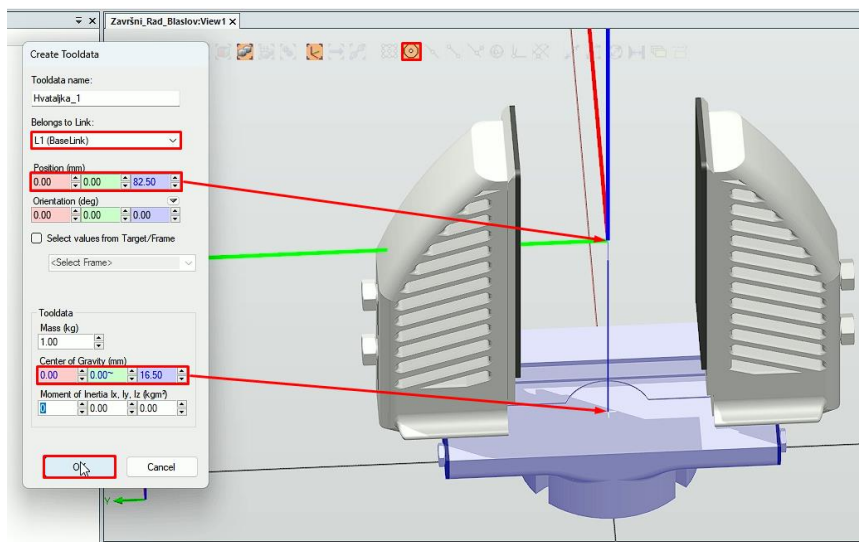 Završni_Rad_Blaslov:View1 ×
Create Tooldata
Tooldata name:
Hvataljka_1
Belongs to Link:
L1 (BaseLink)
Position (mm)
0.00 0.00 82.50
Orientation (deg)
0.00 0.00 0.00
Select values from Target/Frame
<Select Frame>
Tooldata
Mass (kg)
1.00
Center of Gravity (mm)
0.00 0.00~ 16.50
Moment of Inertia Ix, Iy, Iz (kgm²)
0 0.00 0.00
OK Cancel
Y